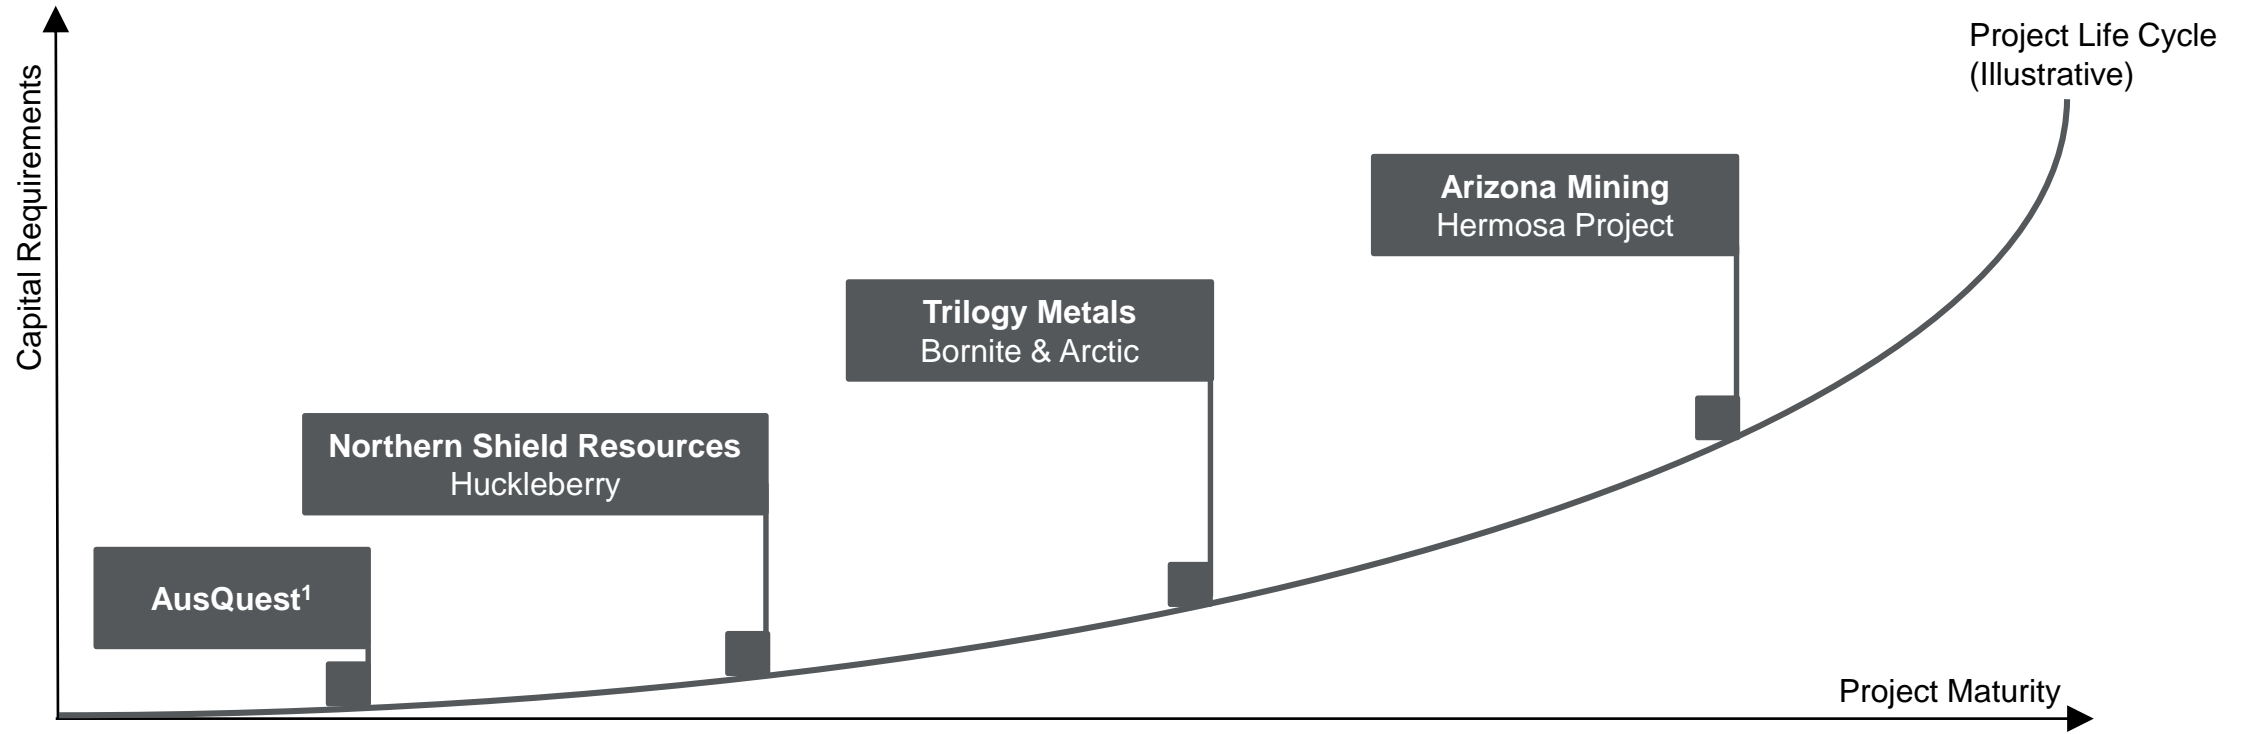 Project Life Cycle
(Illustrative)
Capital Requirements
Arizona Mining
Hermosa Project
Trilogy Metals
Bornite & Arctic
Northern Shield Resources
Huckleberry
AusQuest¹
Project Maturity